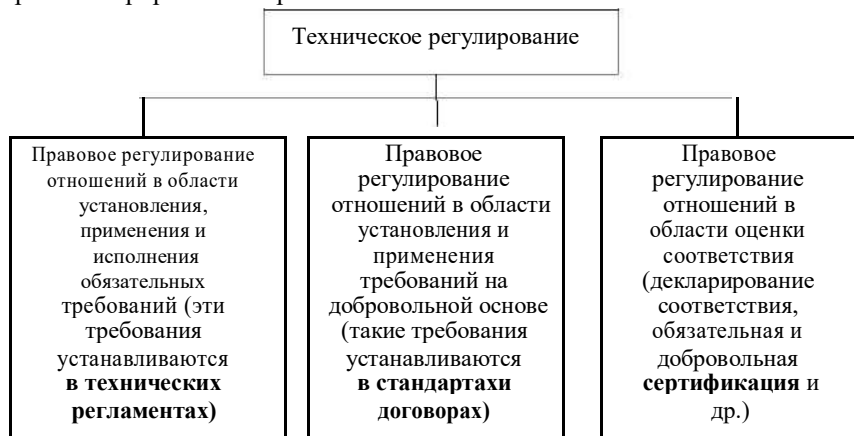 Техническое регулирование
Правовое регулирование
отношений в области
установления,
применения и
исполнения
обязательных
требований (эти
требования
устанавливаются
в технических
регламентах)
Правовое
регулирование
отношений в области
установления и
применения
требований на
добровольной основе
(такие требования
устанавливаются
в стандартахи
договорах)
Правовое
регулирование
отношений в
области оценки
соответствия
(декларирование
соответствия,
обязательная и
добровольная
сертификация и
др.)